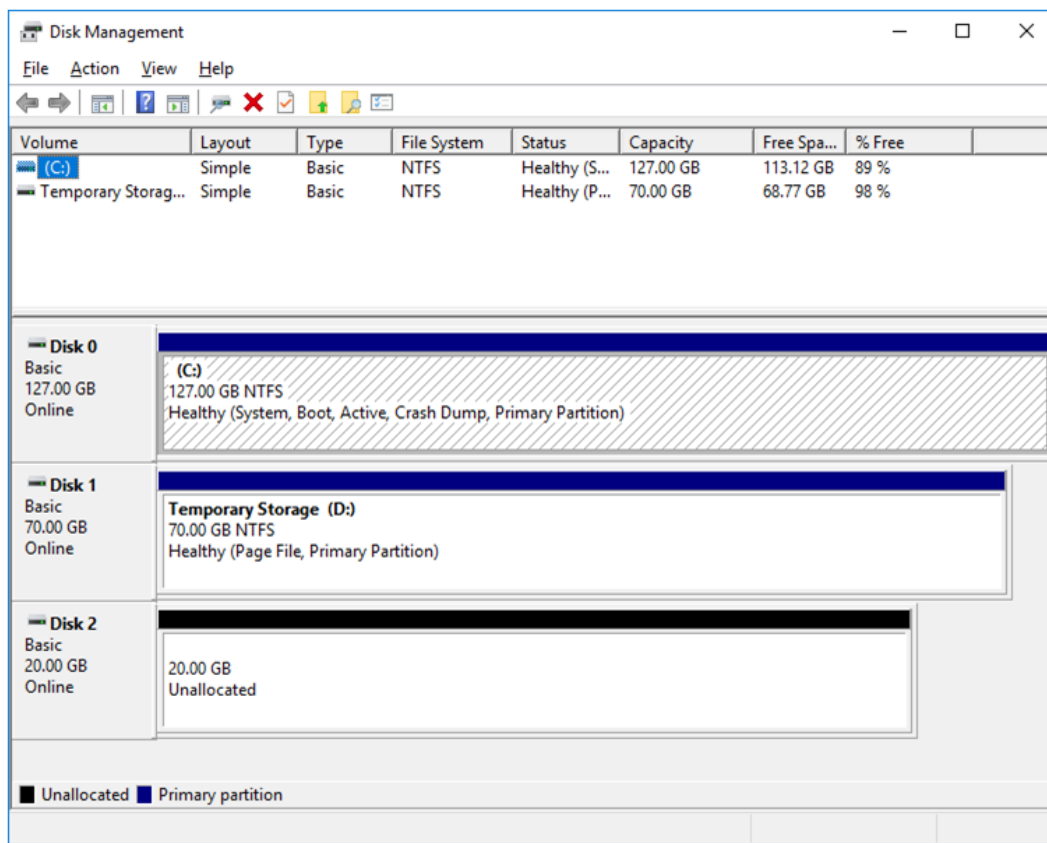 Disk Management
File Action View Help
Volume Layout Type File System Status Capacity Free Spa... % Free
(C:) Simple Basic NTFS Healthy (S... 127.00 GB 113.12 GB 89 %
Temporary Storag... Simple Basic NTFS Healthy (P... 70.00 GB 68.77 GB 98 %
Disk 0
Basic
127.00 GB
Online
(C:)
127.00 GB NTFS
Healthy (System, Boot, Active, Crash Dump, Primary Partition)
Disk 1
Basic
70.00 GB
Online
Temporary Storage (D:)
70.00 GB NTFS
Healthy (Page File, Primary Partition)
Disk 2
Basic
20.00 GB
Online
20.00 GB
Unallocated
Unallocated Primary partition